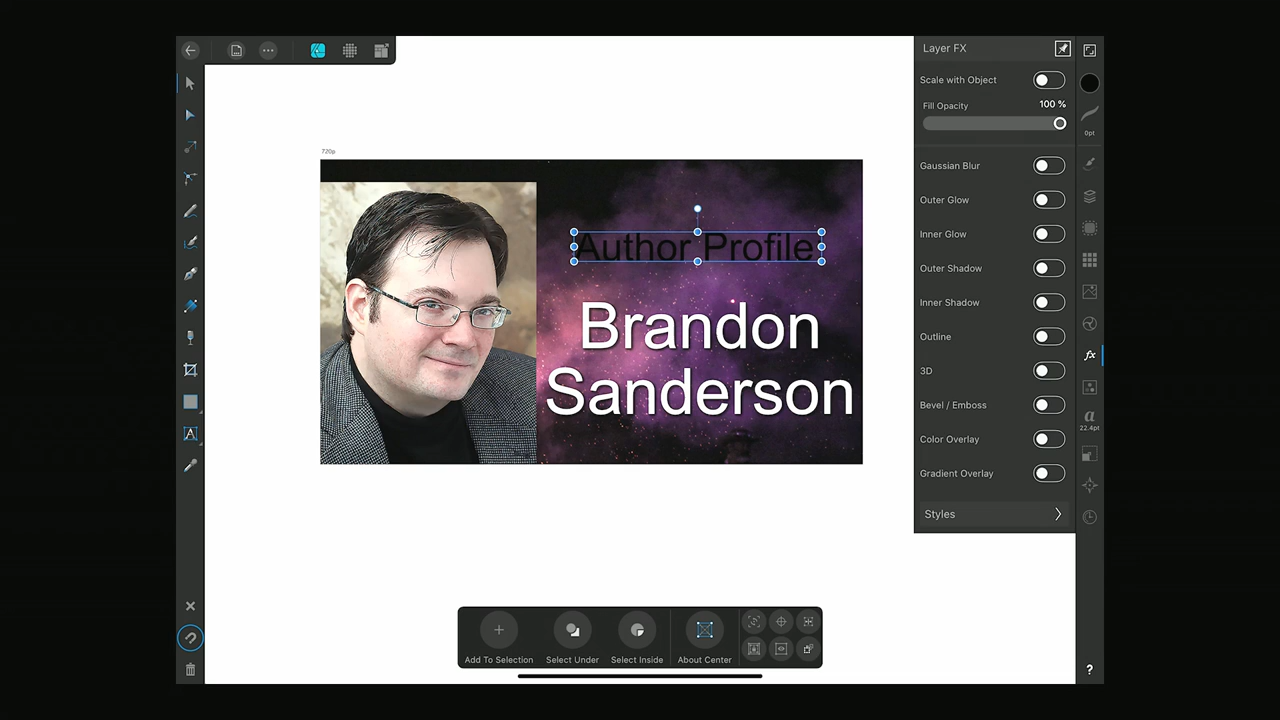 Layer FX
Scale with Object
Fill Opacity 100 %
Gaussian Blur
Outer Glow
Inner Glow
Outer Shadow
Inner Shadow
Outline
3D
Bevel / Emboss
Color Overlay
Gradient Overlay
Styles
fx
0pt
a
22.4pt
?
720p
Author Profile
Brandon
Sanderson
A
Add To Selection
Select Under
Select Inside
About Center